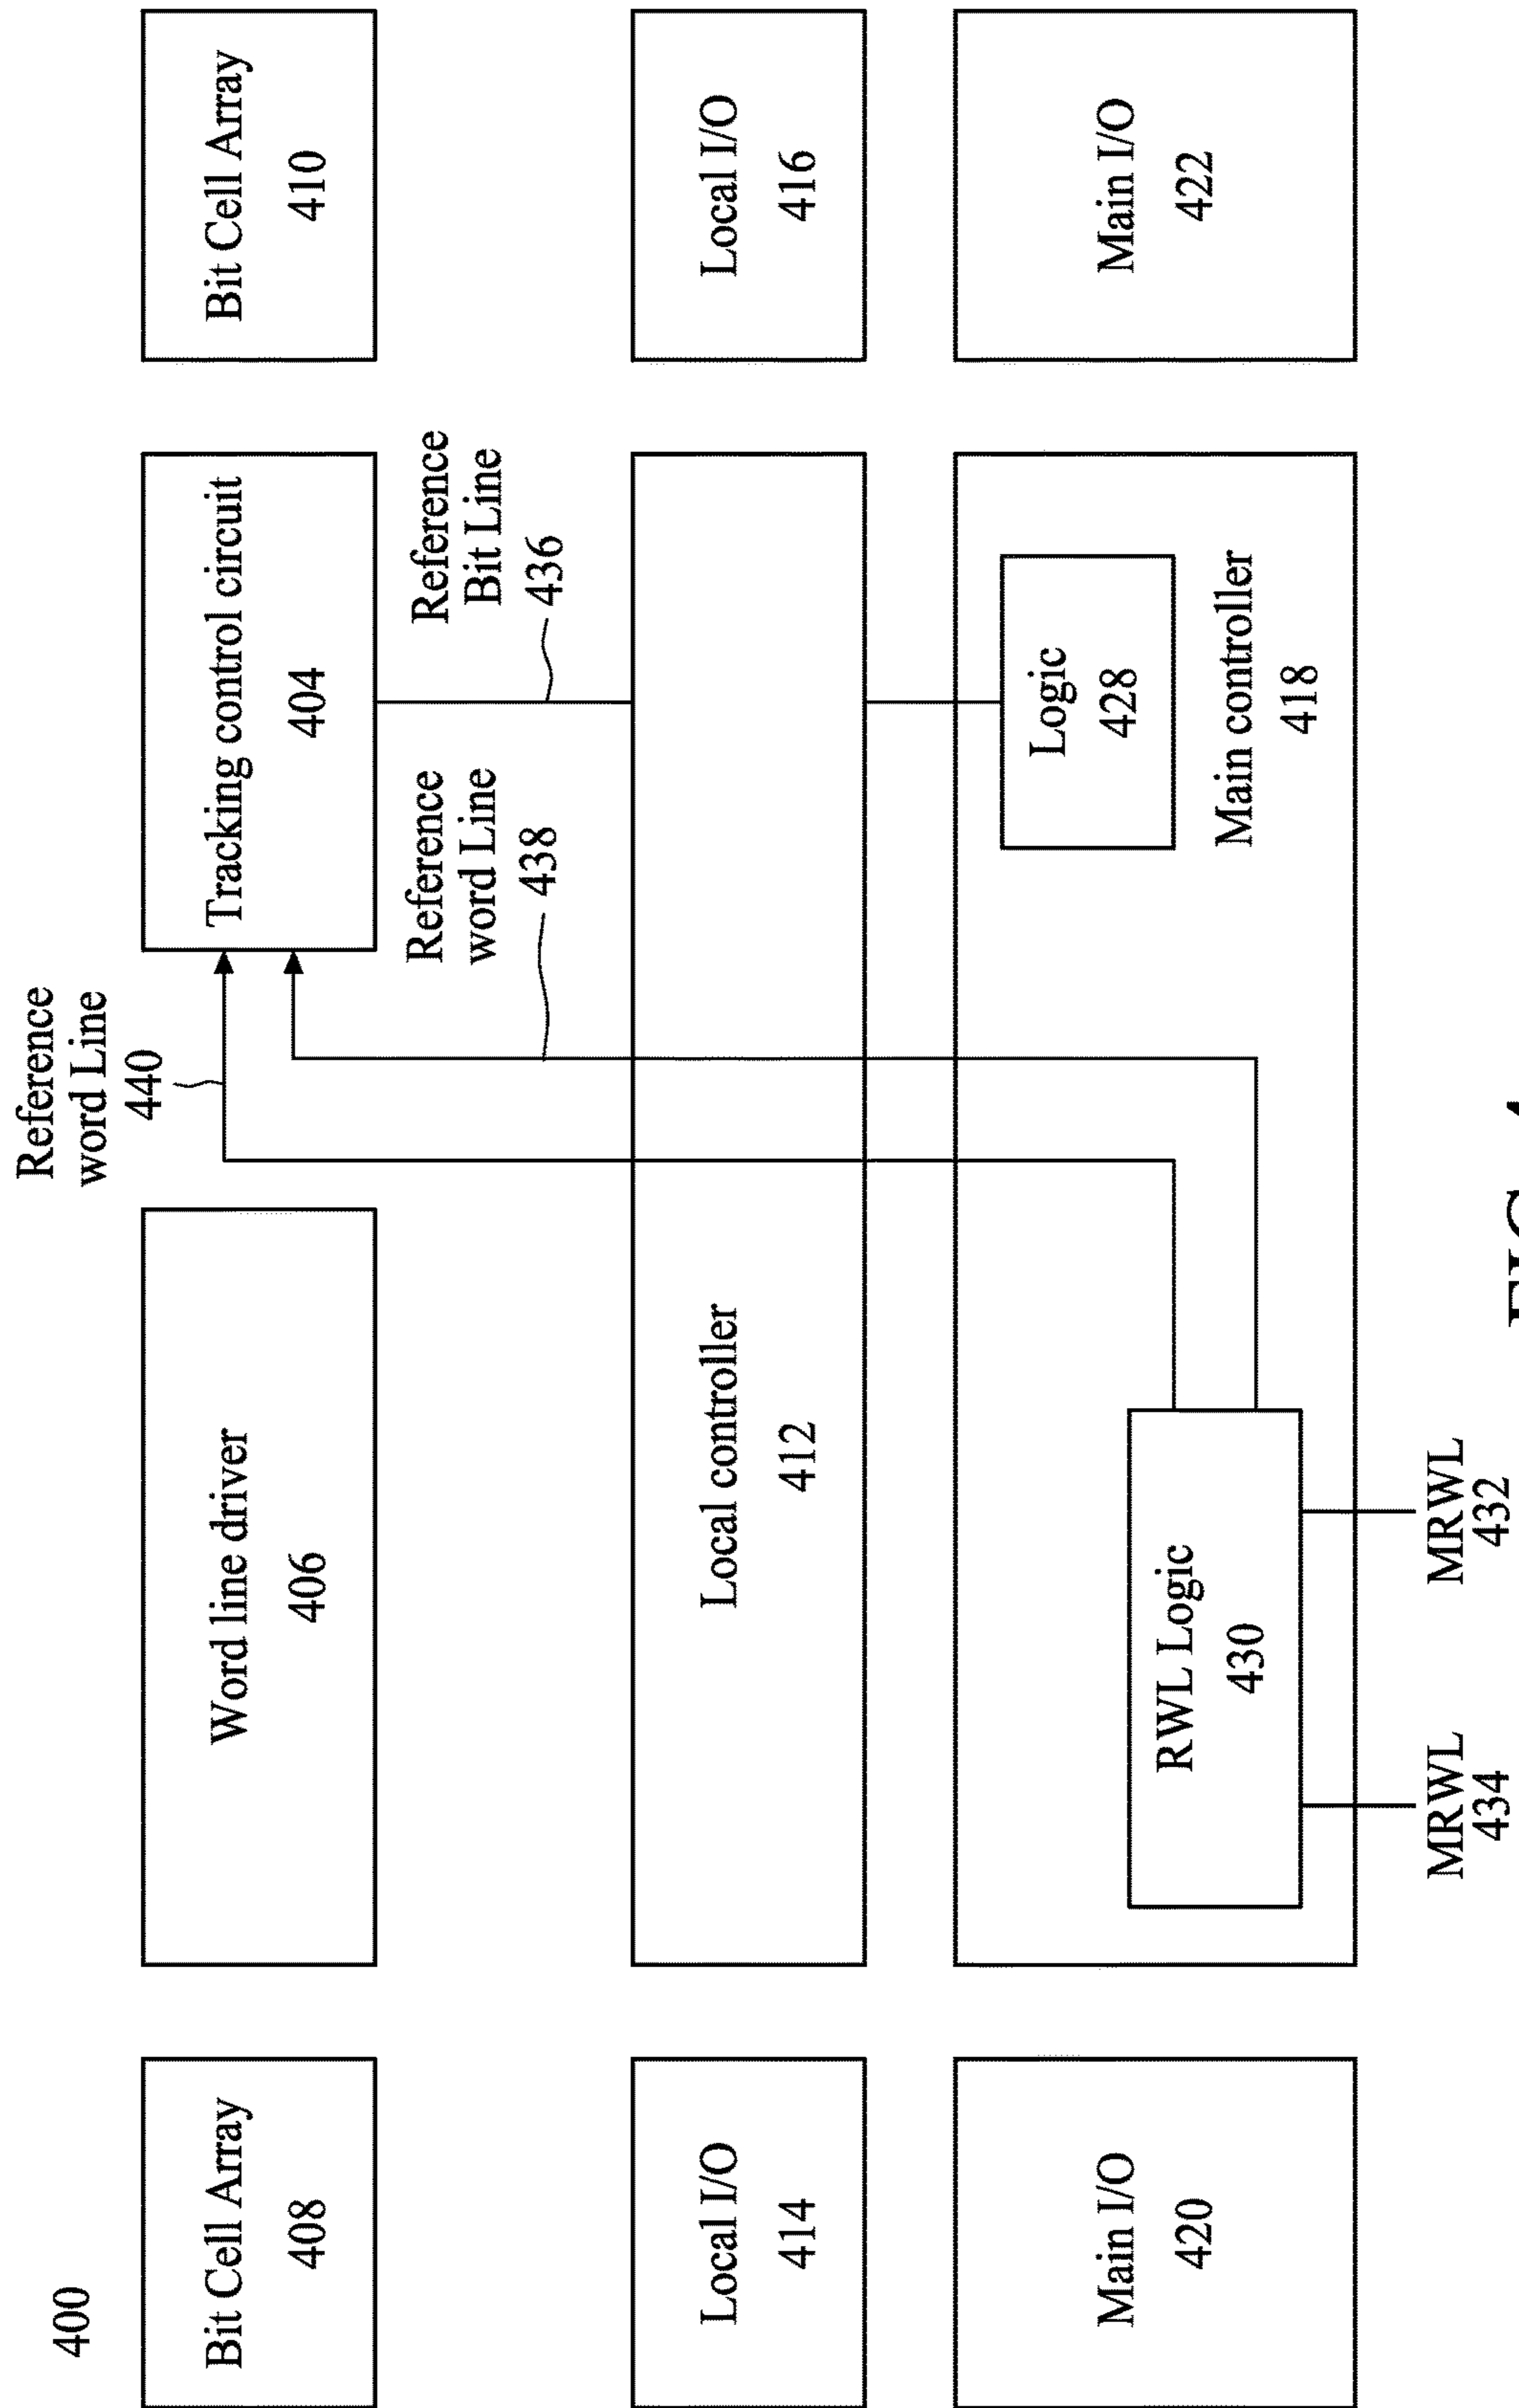 400
Reference
word Line
440
Bit Cell Array
408
Word line driver
406
Tracking control circuit
404
Bit Cell Array
410
Reference
word Line
438
Reference
Bit Line
436
Local I/O
414
Local controller
412
Local I/O
416
Main I/O
420
RWL Logic
430
Logic
428
Main controller
418
Main I/O
422
MRWL
434
MRWL
432